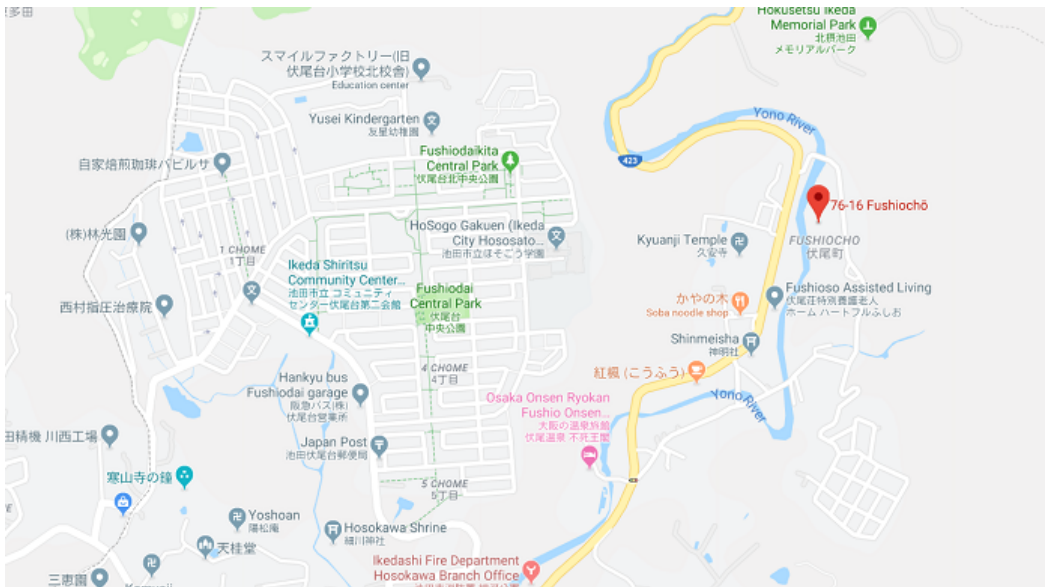 多田
Hokusetsu Ikeda
Memorial Park
北摂池田
メモリアルパーク
スマイルファクトリー(旧
伏尾台小学校北校舎)
Education center
Yono River
Yusei Kindergarten
友星幼稚園
423
Fushiodaikita
Central Park
伏尾台北中央公園
自家焙煎珈琲バビルサ
76-16 Fushiochō
HoSogo Gakuen (Ikeda
City Hososato...
池田市立ほそごう学園
(株)林光園
Kyuanji Temple
久安寺
FUSHIOCHO
伏尾町
1 CHOME
1丁目
Ikeda Shiritsu
Community Center...
池田市立 コミュニティ
センター伏尾台第二会館
Fushiodai
Central Park
伏尾台
中央公園
西村指圧治療院
かやの木
Soba noodle shop
Fushioso Assisted Living
伏尾荘特別養護老人
ホーム ハートフルふしお
Shinmeisha
神明社
4 CHOME
4丁目
紅楓 (こうふう)
Hankyu bus
Fushiodai garage
阪急バス(株)
伏尾台営業所
Osaka Onsen Ryokan
Fushio Onsen...
大阪の温泉旅館
伏尾温泉 不死王閣
Yono River
田精機 川西工場
Japan Post
池田伏尾台郵便局
寒山寺の鐘
5 CHOME
5丁目
Yoshoan
陽松庵
Hosokawa Shrine
細川神社
天桂堂
Ikedashi Fire Department
Hosokawa Branch Office
三恵園